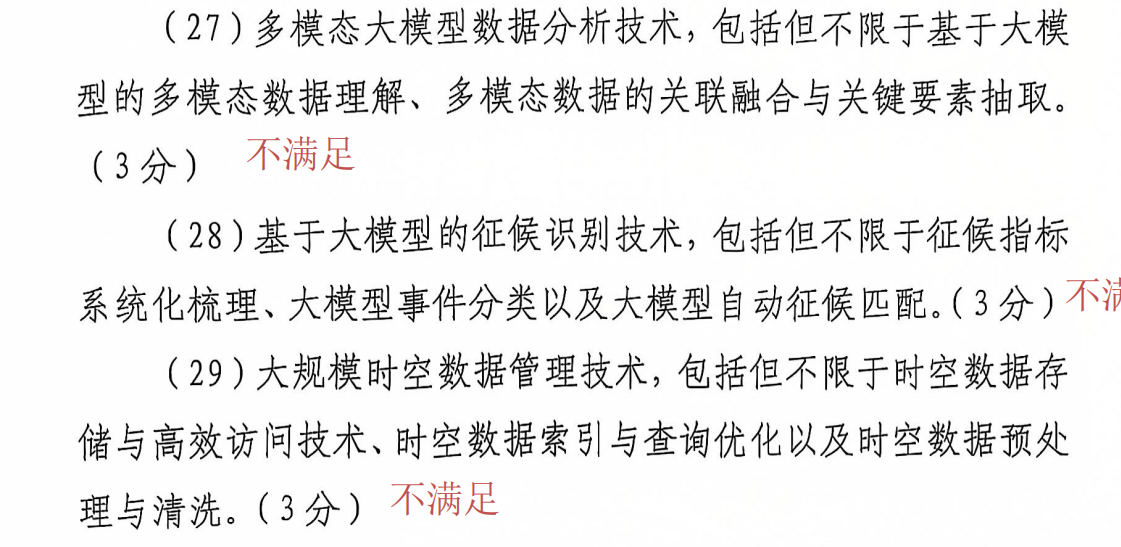 （27）多模态大模型数据分析技术，包括但不限于基于大模
型的多模态数据理解、多模态数据的关联融合与关键要素抽取。
（3分） 不满足
（28）基于大模型的征候识别技术，包括但不限于征候指标
系统化梳理、大模型事件分类以及大模型自动征候匹配。（3分）不满
（29）大规模时空数据管理技术，包括但不限于时空数据存
储与高效访问技术、时空数据索引与查询优化以及时空数据预处
理与清洗。（3分） 不满足